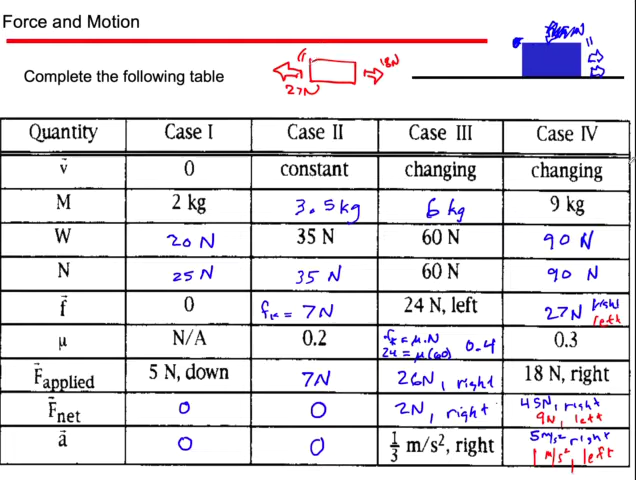 Force and Motion
Complete the following table
27N
18N
Quantity Case I Case II Case III Case IV
v 0 constant changing changing
M 2 kg 3.5kg 6 kg 9 kg
W 20 N 35 N 60 N 90 N
N 25 N 35 N 60 N 90 N
f 0 fk = 7N 24 N, left 27N right left
μ N/A 0.2 fk = μ.N 24 = μ(60) 0.4 0.3
F applied 5 N, down 7N 26N, right 18 N, right
F net 0 0 2N, right 45N, right 9N, left
a 0 0 1/3 m/s², right 5m/s² right 1 m/s², left